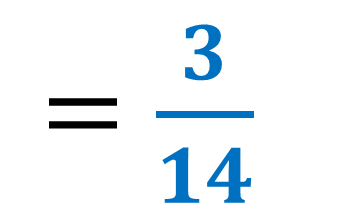 = 3/14